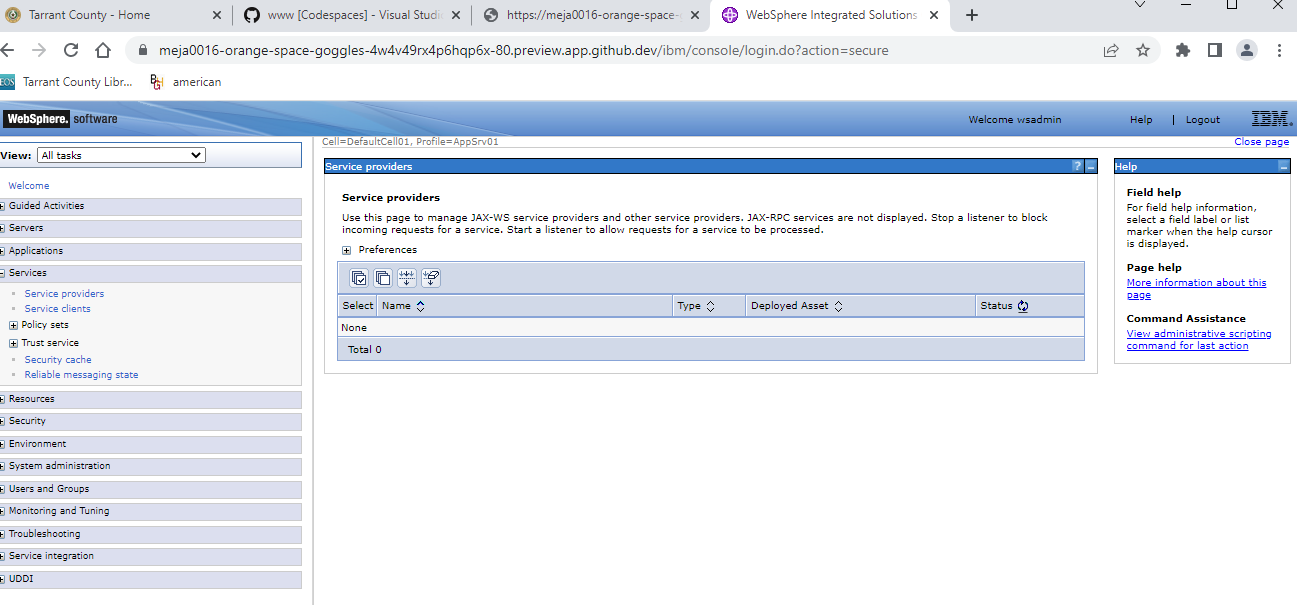 Tarrant County - Home
www [Codespaces] - Visual Studi
https://meja0016-orange-space-
WebSphere Integrated Solutions
meja0016-orange-space-goggles-4w4v49rx4p6hqp6x-80.preview.app.github.dev/ibm/console/login.do?action=secure
EOS Tarrant County Libr...
american
WebSphere. software
Welcome wsadmin
Help | Logout
IBM.
View: All tasks
Cell=DefaultCell01, Profile=AppSrv01
Close page
Welcome
Guided Activities
Servers
Applications
Services
Service providers
Service clients
Policy sets
Trust service
Security cache
Reliable messaging state
Resources
Security
Environment
System administration
Users and Groups
Monitoring and Tuning
Troubleshooting
Service integration
UDDI
Service providers
?
Service providers
Use this page to manage JAX-WS service providers and other service providers. JAX-RPC services are not displayed. Stop a listener to block
incoming requests for a service. Start a listener to allow requests for a service to be processed.
Preferences
Select Name Type Deployed Asset Status
None
Total 0
Help
Field help
For field help information,
select a field label or list
marker when the help cursor
is displayed.
Page help
More information about this
page
Command Assistance
View administrative scripting
command for last action